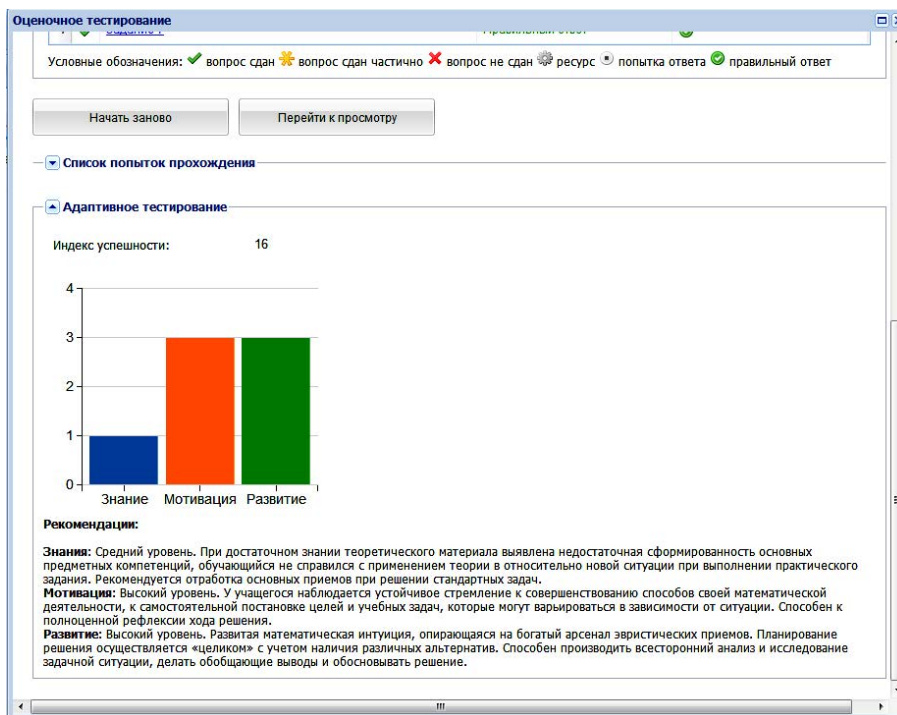 Оценочное тестирование
Условные обозначения: вопрос сдан вопрос сдан частично вопрос не сдан ресурс попытка ответа правильный ответ
Начать заново Перейти к просмотру
Список попыток прохождения
Адаптивное тестирование
Индекс успешности: 16
4
3
2
1
0
Знание Мотивация Развитие
Рекомендации:
Знания: Средний уровень. При достаточном знании теоретического материала выявлена недостаточная сформированность основных
предметных компетенций, обучающийся не справился с применением теории в относительно новой ситуации при выполнении практического
задания. Рекомендуется отработка основных приемов при решении стандартных задач.
Мотивация: Высокий уровень. У учащегося наблюдается устойчивое стремление к совершенствованию способов своей математической
деятельности, к самостоятельной постановке целей и учебных задач, которые могут варьироваться в зависимости от ситуации. Способен к
полноценной рефлексии хода решения.
Развитие: Высокий уровень. Развитая математическая интуиция, опирающаяся на богатый арсенал эвристических приемов. Планирование
решения осуществляется «целиком» с учетом наличия различных альтернатив. Способен производить всесторонний анализ и исследование
задачной ситуации, делать обобщающие выводы и обосновывать решение.